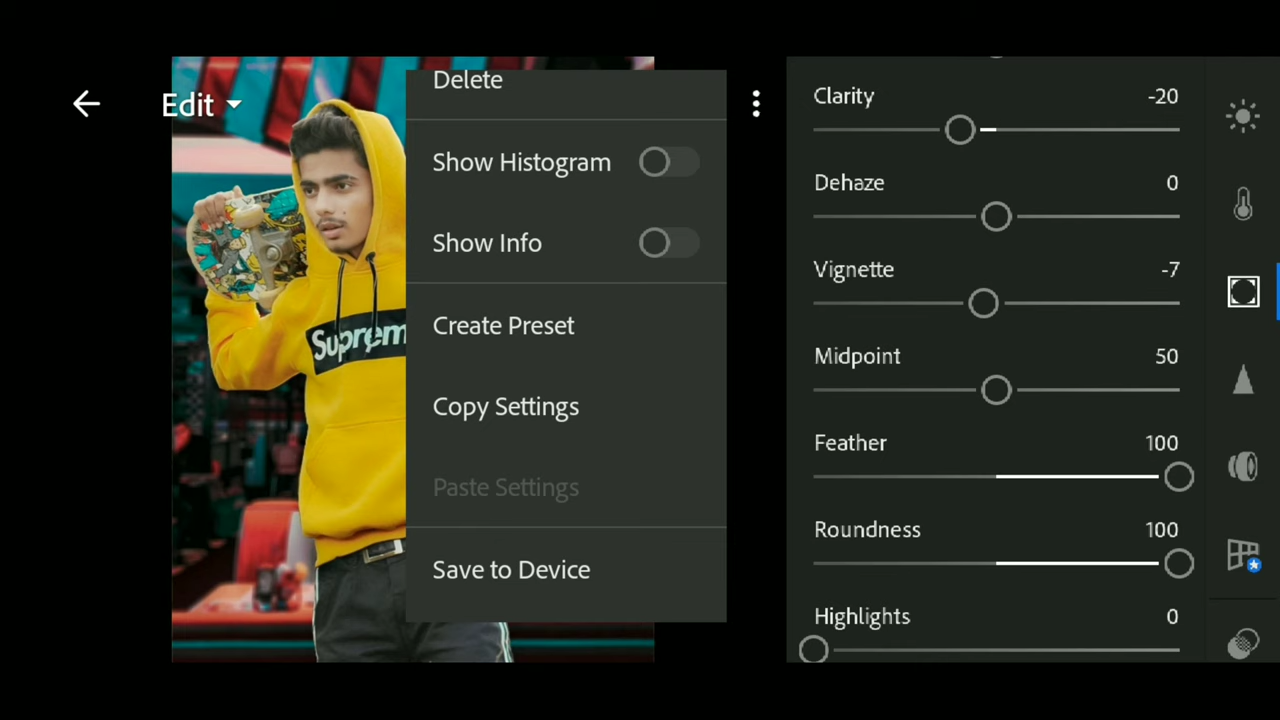 Edit
Suprem
Delete
Show Histogram
Show Info
Create Preset
Copy Settings
Paste Settings
Save to Device
Clarity -20
Dehaze 0
Vignette -7
Midpoint 50
Feather 100
Roundness 100
Highlights 0